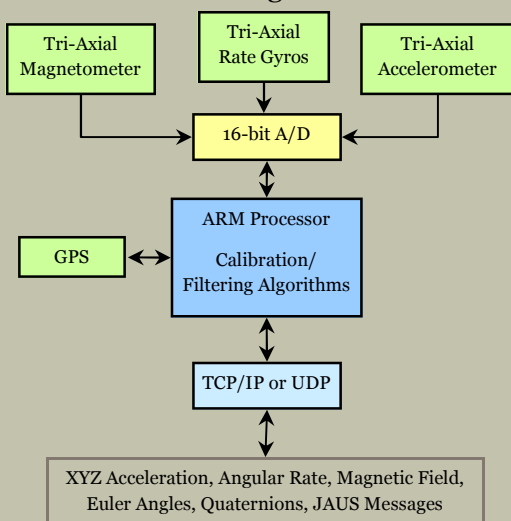 Tri-Axial
Magnetometer
Tri-Axial
Rate Gyros
Tri-Axial
Accelerometer
16-bit A/D
ARM Processor
Calibration/
Filtering Algorithms
GPS
TCP/IP or UDP
XYZ Acceleration, Angular Rate, Magnetic Field,
Euler Angles, Quaternions, JAUS Messages